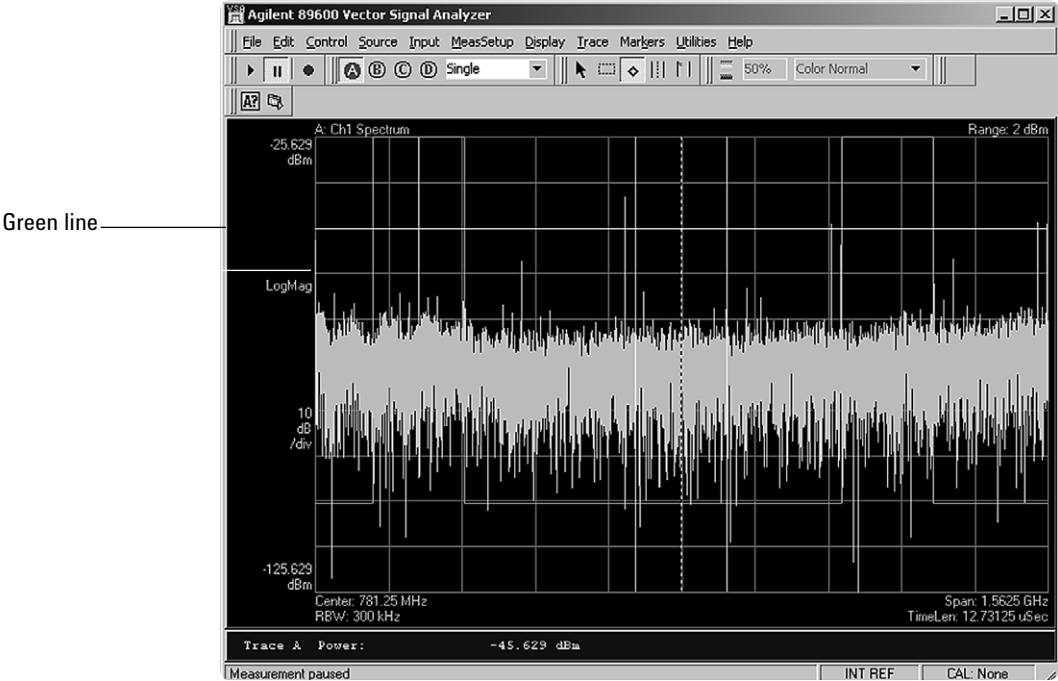 VSA Agilent 89600 Vector Signal Analyzer
File Edit Control Source Input MeasSetup Display Trace Markers Utilities Help
A B C D Single 50% Color Normal
A?
A: Ch1 Spectrum Range: 2 dBm
-25.629
dBm
Green line
LogMag
10
dB
/div
-125.629
dBm
Center: 781.25 MHz Span: 1.5625 GHz
RBW: 300 kHz TimeLen: 12.73125 uSec
Trace A Power: -45.629 dBm
Measurement paused INT REF CAL: None